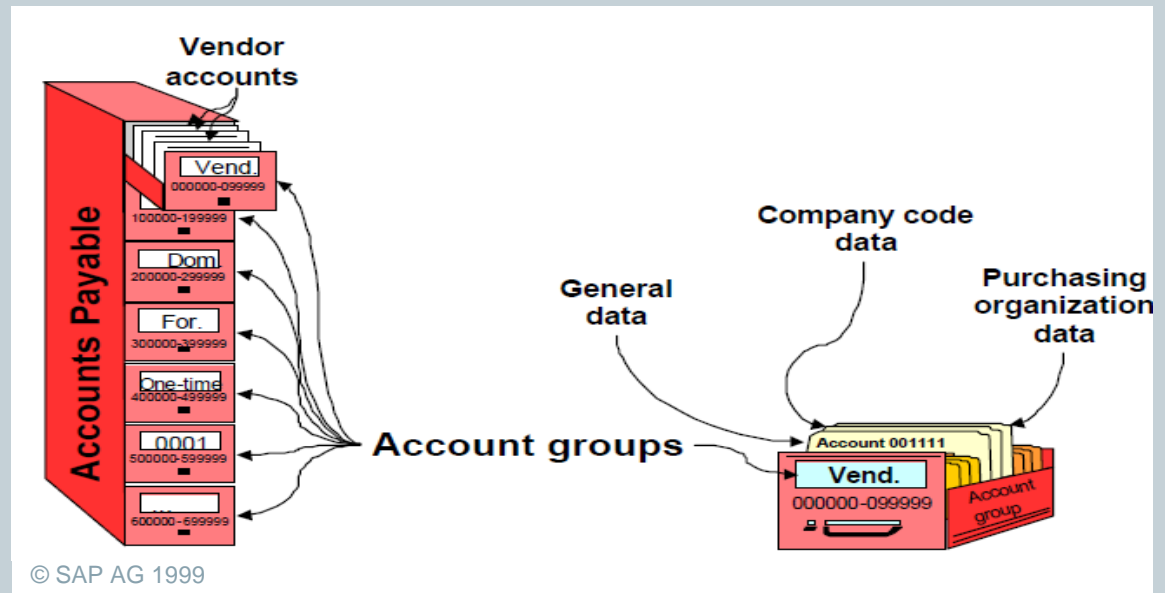 Vendor
accounts
Accounts Payable
Vend.
000000-099999
100000-199999
Dom.
200000-299999
For.
300000-399999
One-time
400000-499999
0001
500000-599999
...
600000-699999
Account groups
General
data
Company code
data
Purchasing
organization
data
Account 001111
Vend.
000000-099999
Account
group
© SAP AG 1999